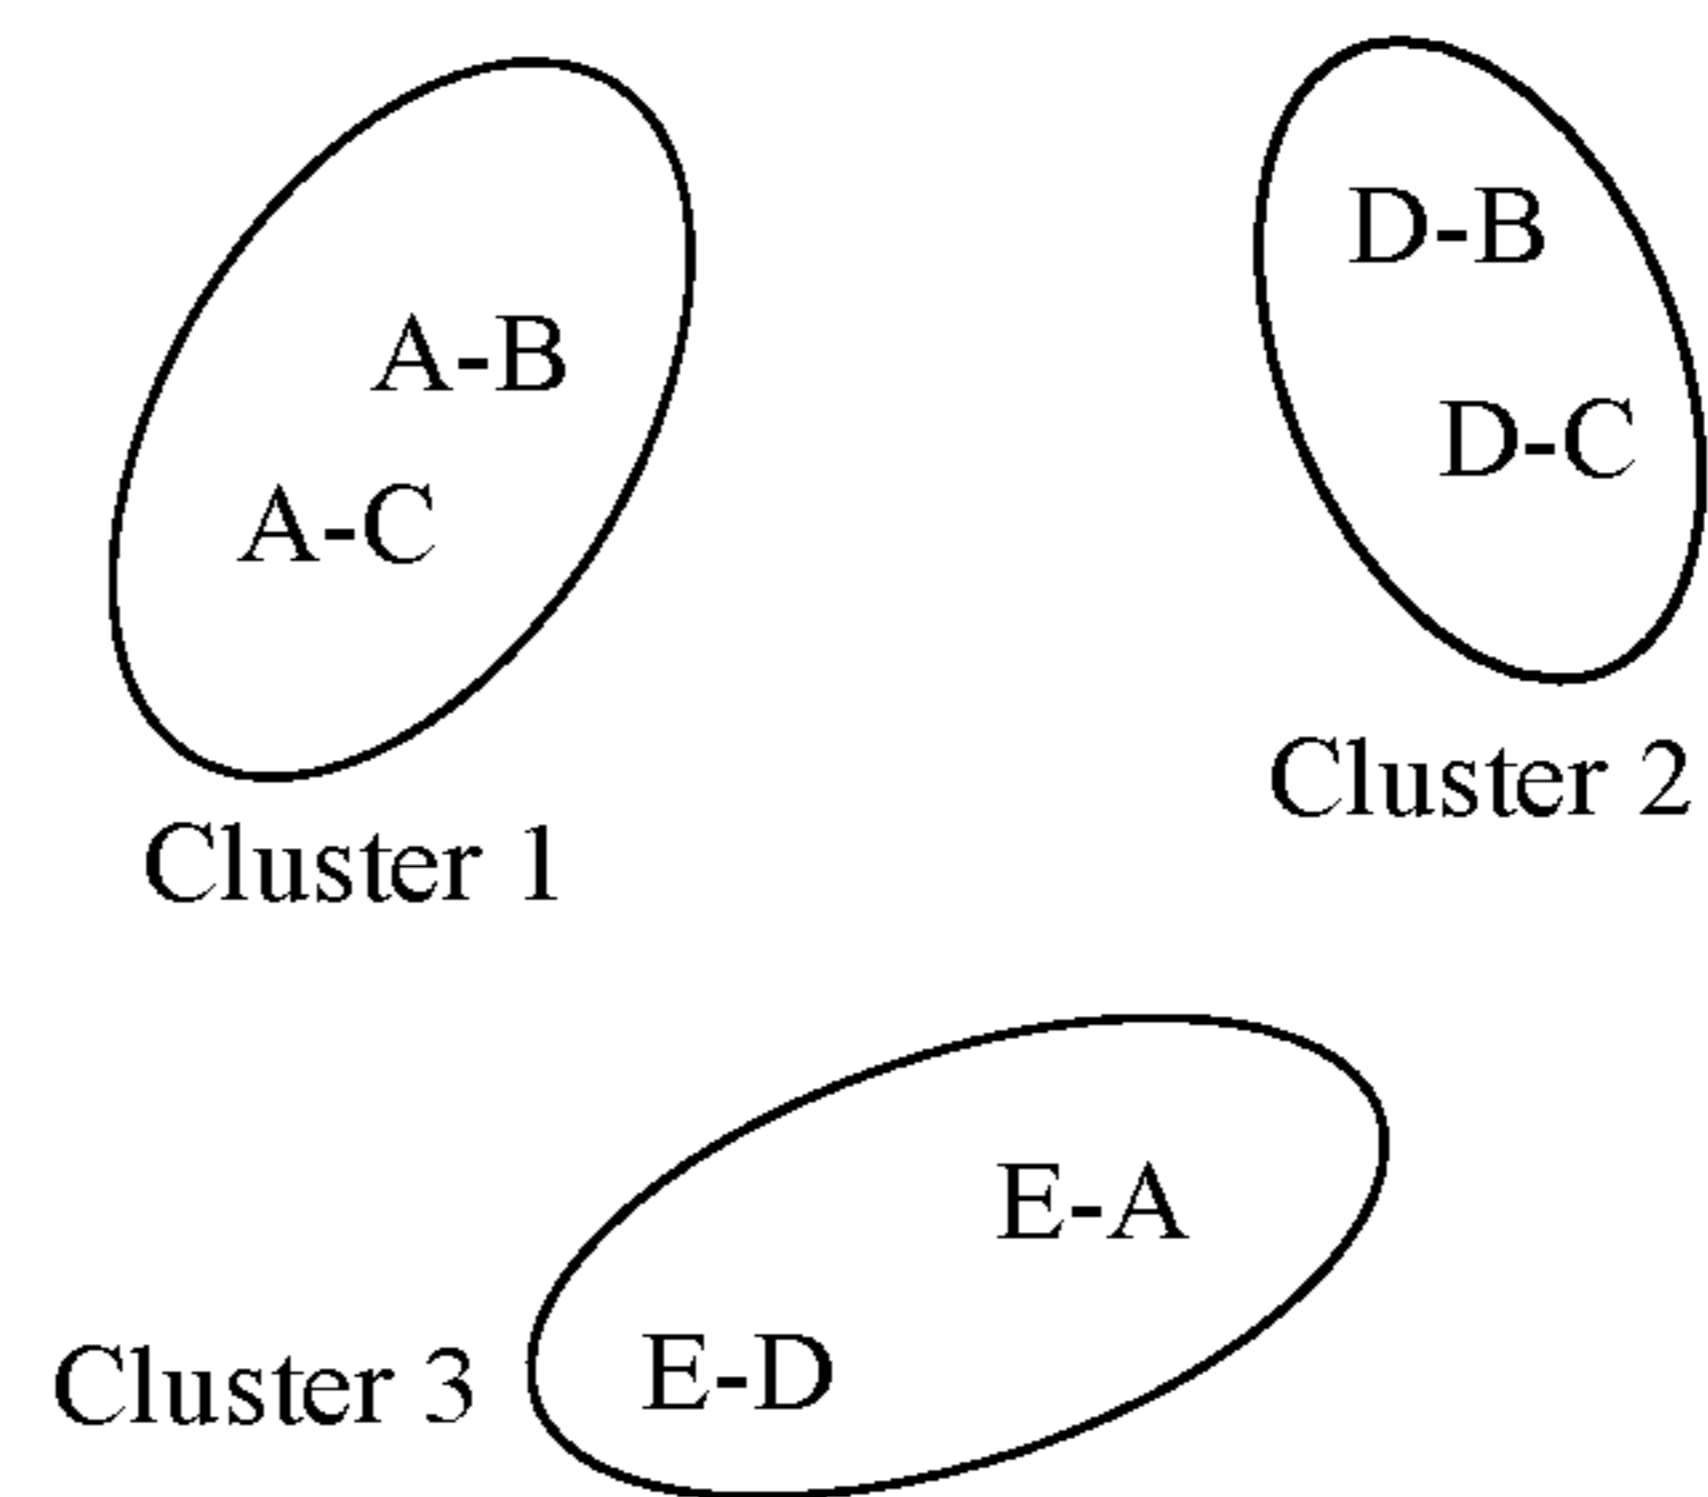 A-B
A-C
Cluster 1
D-B
D-C
Cluster 2
E-A
E-D
Cluster 3